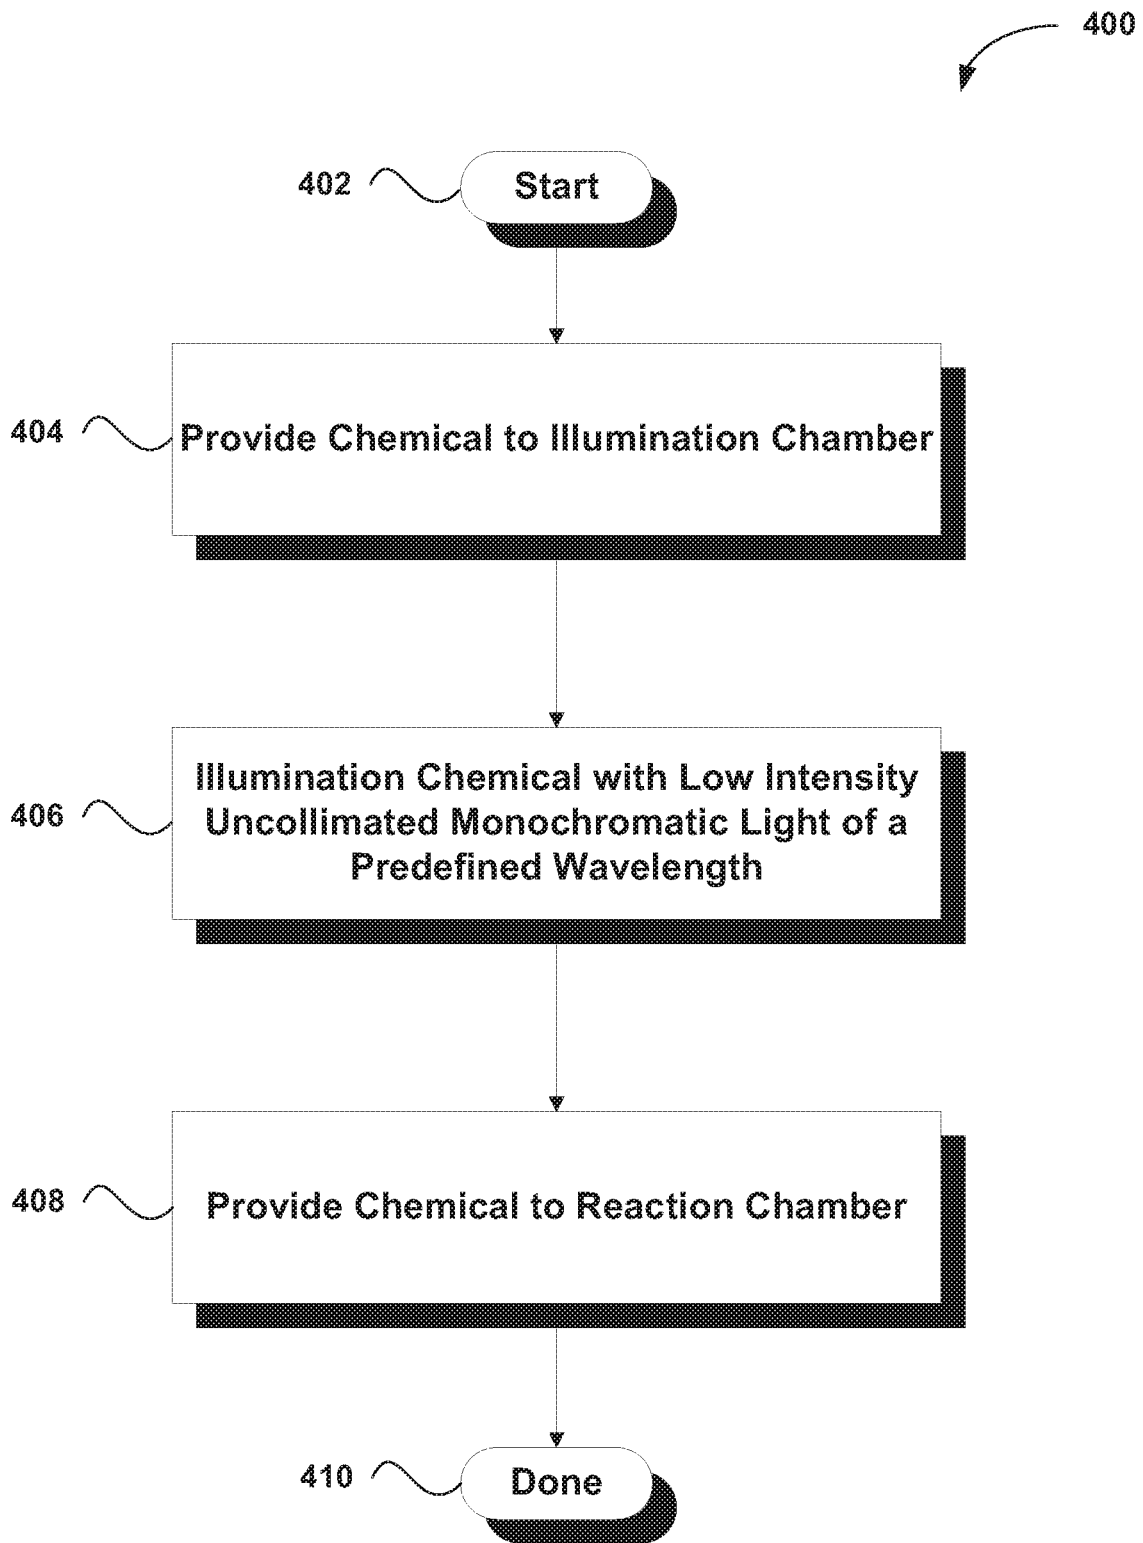 400
402
Start
404
Provide Chemical to Illumination Chamber
406
Illumination Chemical with Low Intensity
Uncollimated Monochromatic Light of a
Predefined Wavelength
408
Provide Chemical to Reaction Chamber
410
Done